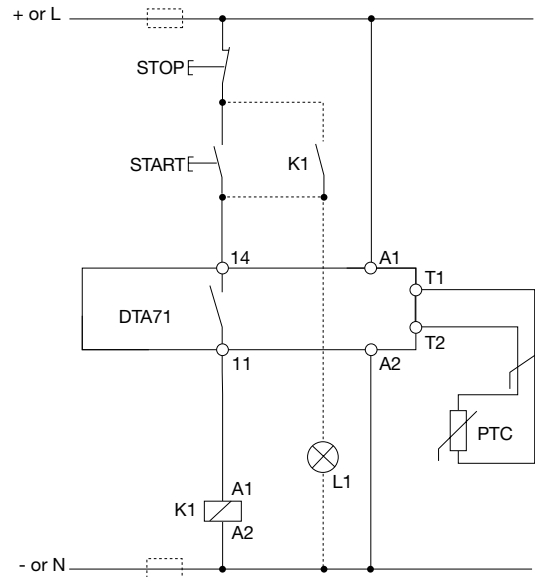 + or L
STOP
START
K1
14
A1
T1
DTA71
T2
11
A2
PTC
L1
K1
A1
A2
- or N